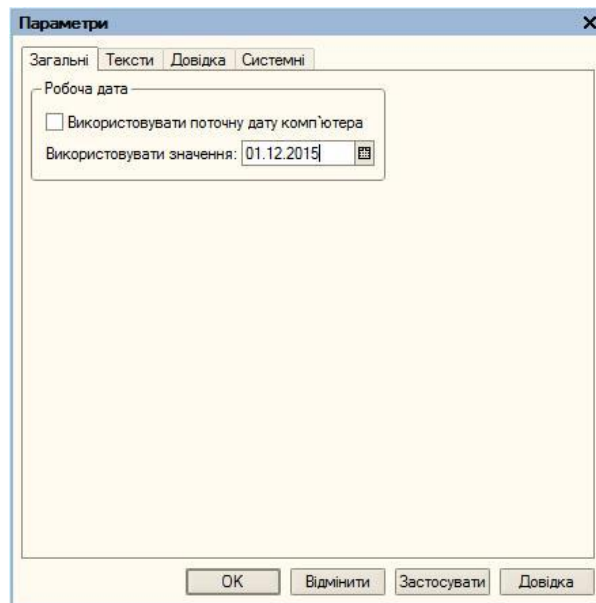 Параметри
Загальні Тексти Довідка Системні
Робоча дата
Використовувати поточну дату комп`ютера
Використовувати значення: 01.12.2015
OK Відмінити Застосувати Довідка